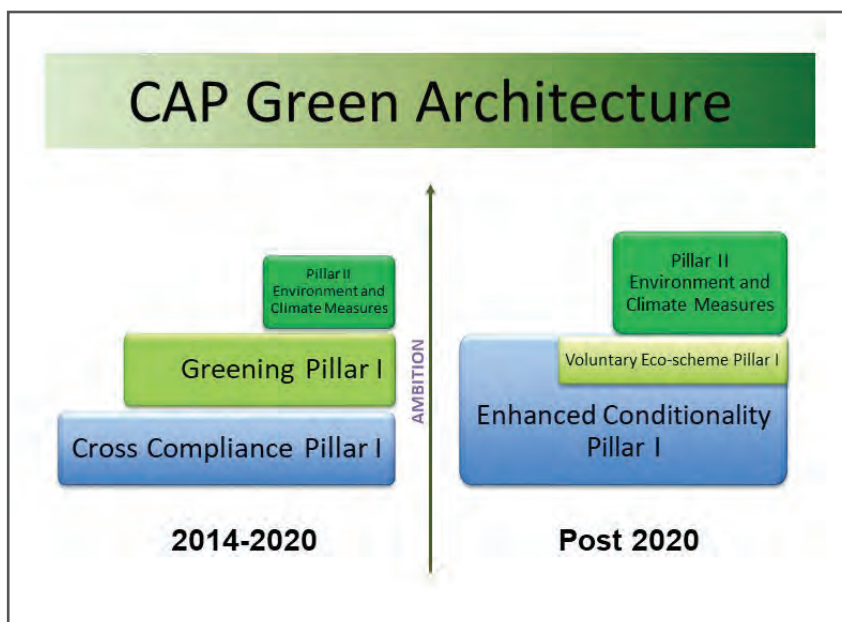 CAP Green Architecture
Pillar II
Environment and
Climate Measures
Greening Pillar I
Cross Compliance Pillar I
2014-2020
AMBITION
Pillar II
Environment and
Climate Measures
Voluntary Eco-scheme Pillar I
Enhanced Conditionality
Pillar I
Post 2020